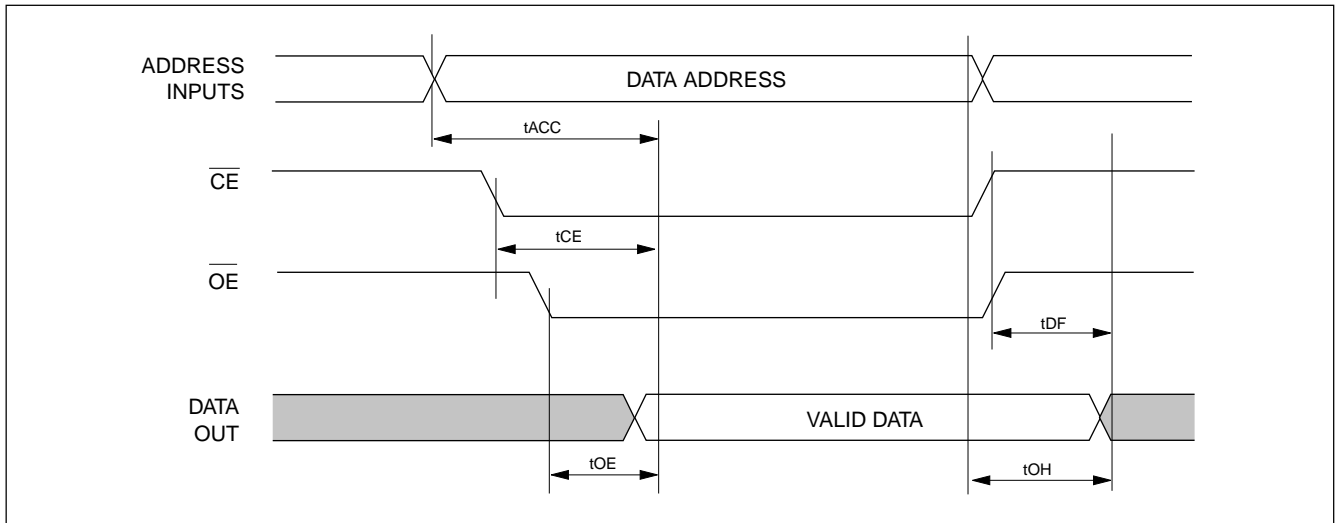 ADDRESS
INPUTS
DATA ADDRESS
tACC
CE
tCE
OE
tDF
DATA
OUT
VALID DATA
tOE
tOH